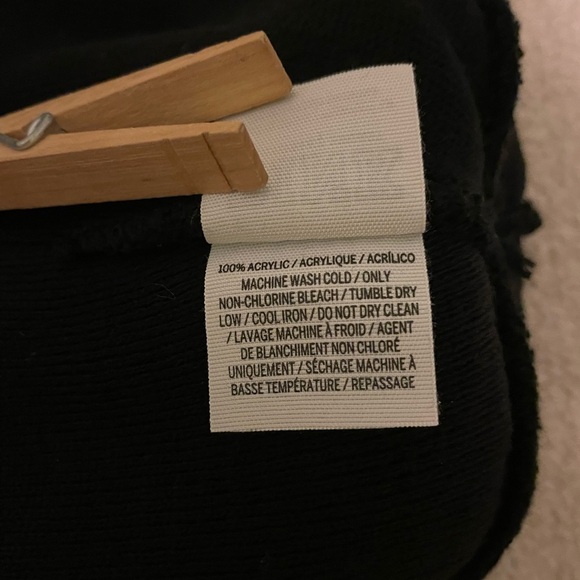 100% ACRYLIC / ACRYLIQUE / ACRÍLICO
MACHINE WASH COLD / ONLY
NON-CHLORINE BLEACH / TUMBLE DRY
LOW / COOL IRON / DO NOT DRY CLEAN
/ LAVAGE MACHINE À FROID / AGENT
DE BLANCHIMENT NON CHLORÉ
UNIQUEMENT / SÉCHAGE MACHINE À
BASSE TEMPÉRATURE / REPASSAGE